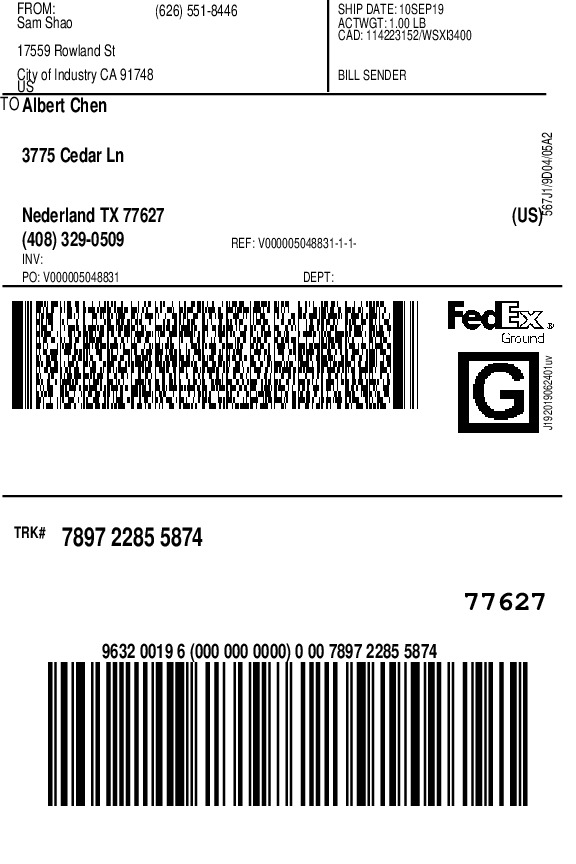 FROM: (626) 551-8446
Sam Shao
17559 Rowland St
City of Industry CA 91748
US
SHIP DATE: 10SEP19
ACTWGT: 1.00 LB
CAD: 114223152/WSXI3400
BILL SENDER
TO Albert Chen
3775 Cedar Ln
Nederland TX 77627 (US)
(408) 329-0509 REF: V000005048831-1-1-
INV:
PO: V000005048831 DEPT:
567J1/9D04/05A2
FedEx®
Ground
G
J192019062401uv
TRK# 7897 2285 5874
77627
9632 0019 6 (000 000 0000) 0 00 7897 2285 5874